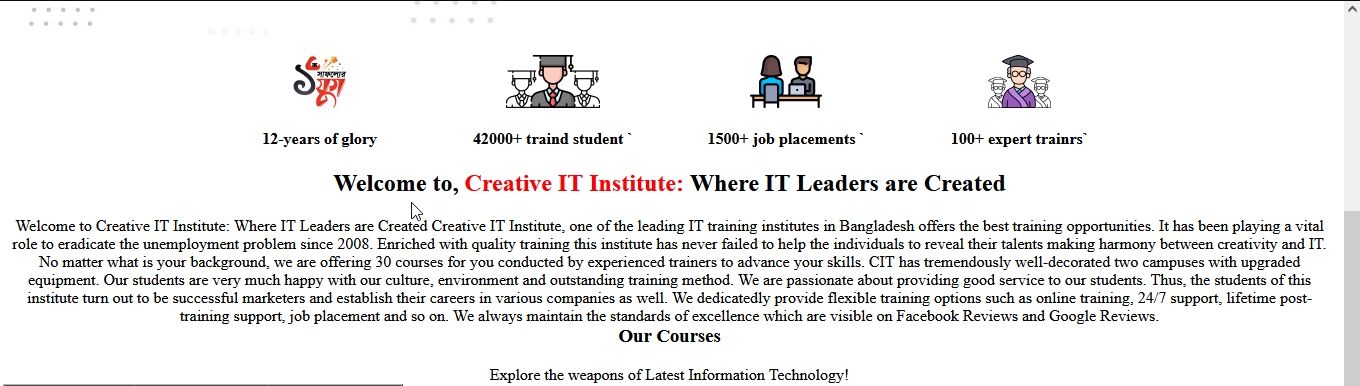 ১ সাফল্যের যুগ
12-years of glory
42000+ traind student `
1500+ job placements `
100+ expert trainrs`
Welcome to, Creative IT Institute: Where IT Leaders are Created
Welcome to Creative IT Institute: Where IT Leaders are Created Creative IT Institute, one of the leading IT training institutes in Bangladesh offers the best training opportunities. It has been playing a vital
role to eradicate the unemployment problem since 2008. Enriched with quality training this institute has never failed to help the individuals to reveal their talents making harmony between creativity and IT.
No matter what is your background, we are offering 30 courses for you conducted by experienced trainers to advance your skills. CIT has tremendously well-decorated two campuses with upgraded
equipment. Our students are very much happy with our culture, environment and outstanding training method. We are passionate about providing good service to our students. Thus, the students of this
institute turn out to be successful marketers and establish their careers in various companies as well. We dedicatedly provide flexible training options such as online training, 24/7 support, lifetime post-
training support, job placement and so on. We always maintain the standards of excellence which are visible on Facebook Reviews and Google Reviews.
Our Courses
Explore the weapons of Latest Information Technology!